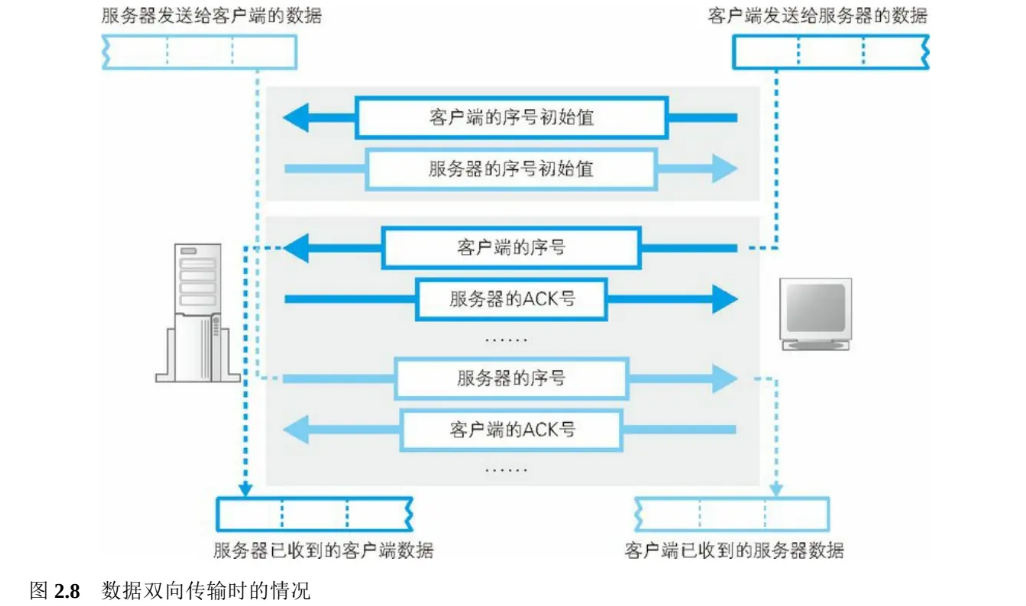 服务器发送给客户端的数据
客户端发送给服务器的数据
客户端的序号初始值
服务器的序号初始值
客户端的序号
服务器的ACK号
……
服务器的序号
客户端的ACK号
……
服务器已收到的客户端数据
客户端已收到的服务器数据
图 2.8 数据双向传输时的情况